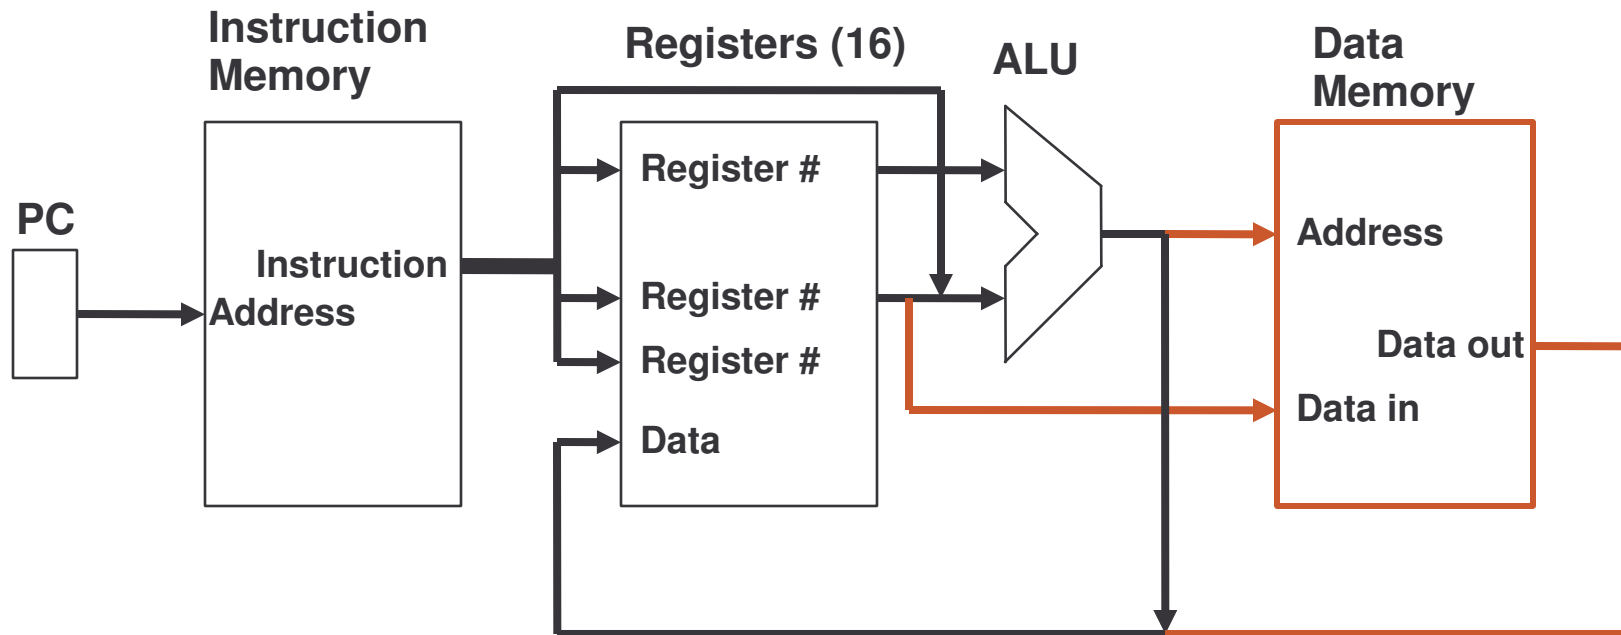 Instruction
Memory
Registers (16)
ALU
Data
Memory
PC
Instruction
Address
Register #
Register #
Register #
Data
Address
Data out
Data in